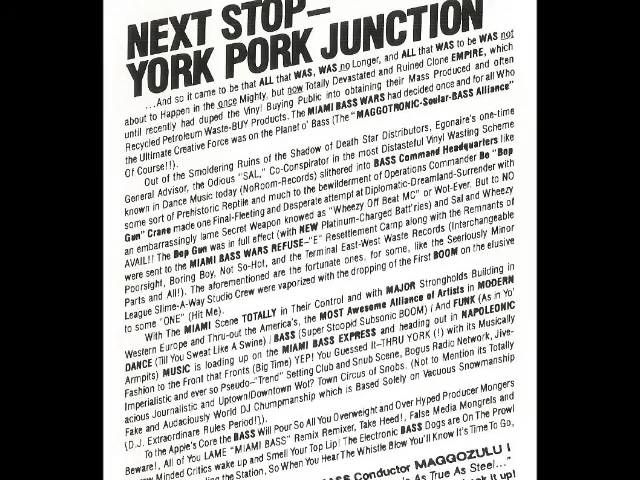 NEXT STOP—
YORK PORK JUNCTION
...And so it came to be that ALL that WAS, WAS no Longer, and ALL that WAS to be WAS not
about to Happen in the once Mighty, but now Totally Devastated and Ruined Clone EMPIRE, which
until recently had duped the Vinyl Buying Public into obtaining their Mass Produced and often
Recycled Petroleum Waste-BUY Products. The MIAMI BASS WARS had decided once and for all Who
the Ultimate Creative Force was on the Planet o' Bass (The "MAGGOTRONIC-Soular-BASS Alliance"
Of Course!!).
Out of the Smoldering Ruins of the Shadow of Death Star Distributors, Egonaire's one-time
General Advisor, the Odious "SAL," Co-Conspirator in the most Distasteful Vinyl Wasting Scheme
known in Dance Music today (NoRoom-Records) slithered into BASS Command Headquarters like
some sort of Prehistoric Reptile and much to the bewilderment of Operations Commander Bo "Bop
Gun" Crane made one Final-Fleeting and Desperate attempt at Diplomatic-Dreamland-Surrender with
an embarrassingly lame Secret Weapon known as "Wheezy Off Beat MC" or Wot-Ever. But to NO
AVAIL!! The Bop Gun was in full effect (with NEW Platinum-Charged Batt'ries) and Sal and Wheezy
were sent to the MIAMI BASS WARS REFUSE-"E" Resettlement Camp along with the Remnants of
Poorsight, Boring Boy, Not So-Hot, and the Terminal East-West Waste Records (Interchangeable
Parts and All!). The aforementioned are the fortunate ones, for some, like the Seeriously Minor
League Slime-A-Way Studio Crew were vaporized with the dropping of the First BOOM on the elusive
to some "ONE" (Hit Me).
With The MIAMI Scene TOTALLY in Their Control and with MAJOR Strongholds Building in
Western Europe and Thru-out the America's, the MOST Awesome Alliance of Artists in MODERN
DANCE (Till You Sweat Like A Swine) / BASS (Super Stoopid Subsonic BOOM) / And FUNK (As in Yo'
Armpits) MUSIC is loading up on the MIAMI BASS EXPRESS and heading out in NAPOLEONIC
Fashion to the Front that Fronts (Big Time) YEP! You Guessed It—THRU YORK (!) with its Musically
Imperialistic and ever so Pseudo-"Trend" Setting Club and Snub Scene, Bogus Radio Network, Jive-
acious Journalistic and Uptown/Downtown Wot? Town Circus of Snobs. (Not to Mention its Totally
Fake and Audaciously World DJ Chumpmanship which is Based Solely on Vacuous Snowmanship
(D.J. Extraordinare Rules Period!)).
To the Apple's Core the BASS Will Pour So All You Overweight and Over Hyped Producer Mongers
Beware!, All of You LAME "MIAMI BASS" Remix Remixer, Take Heed!, False Media Mongrels and
Minded Critics wake up and Smell Your Top Lip! The Electronic BASS Dogs are On The Prowl
the Station, So When You Hear The Whistle Blow You'll Know It's Time To Go,
BASS Conductor MAGGOZULU !
As True As Steel..."
it up!